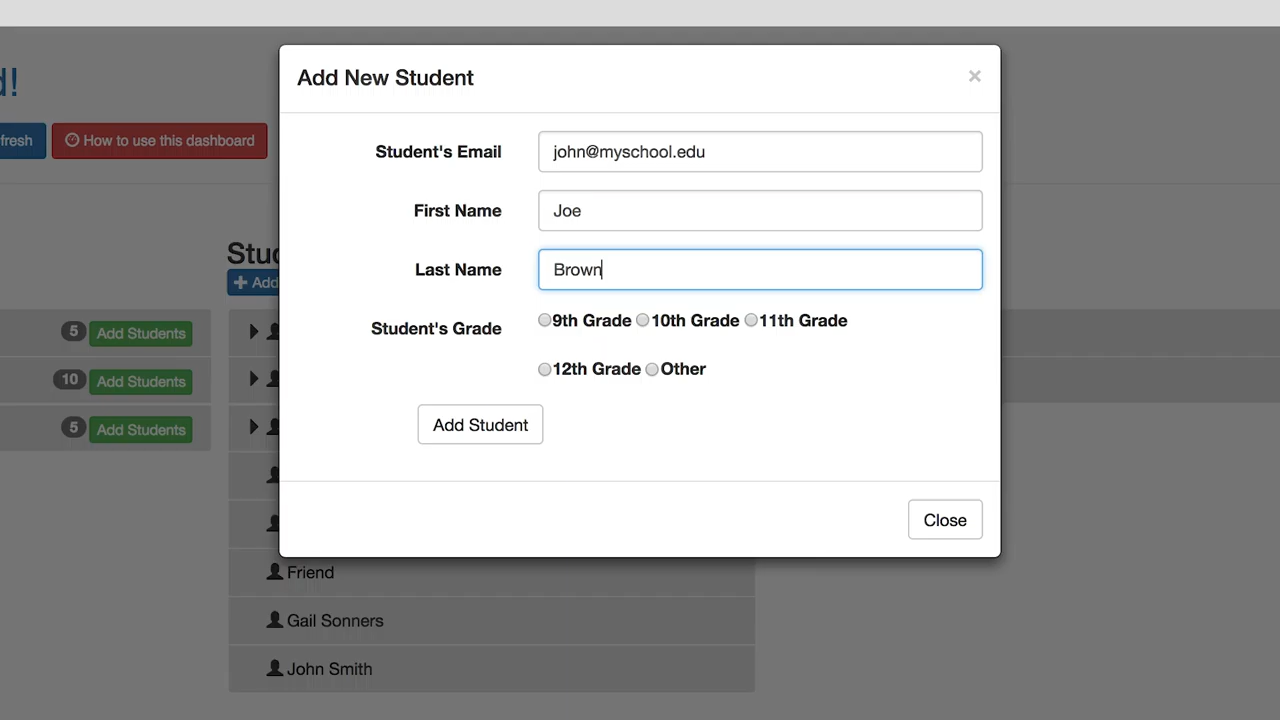 d!
fresh
How to use this dashboard
Add New Student
×
Student's Email
john@myschool.edu
First Name
Joe
Last Name
Brown
Student's Grade
9th Grade 10th Grade 11th Grade
12th Grade Other
Add Student
Close
Stud
Add
5 Add Students
10 Add Students
5 Add Students
Friend
Gail Sonners
John Smith